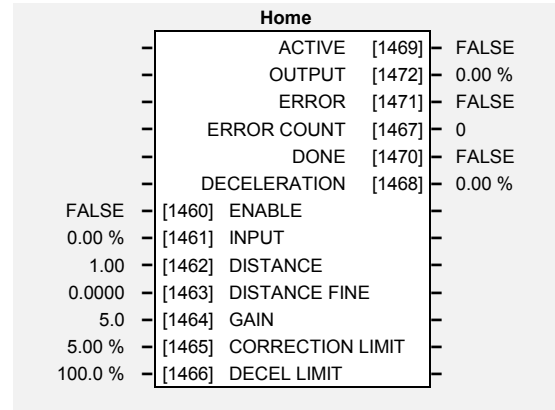 Home
ACTIVE [1469] FALSE
OUTPUT [1472] 0.00 %
ERROR [1471] FALSE
ERROR COUNT [1467] 0
DONE [1470] FALSE
DECELERATION [1468] 0.00 %
FALSE [1460] ENABLE
0.00 % [1461] INPUT
1.00 [1462] DISTANCE
0.0000 [1463] DISTANCE FINE
5.0 [1464] GAIN
5.00 % [1465] CORRECTION LIMIT
100.0 % [1466] DECEL LIMIT